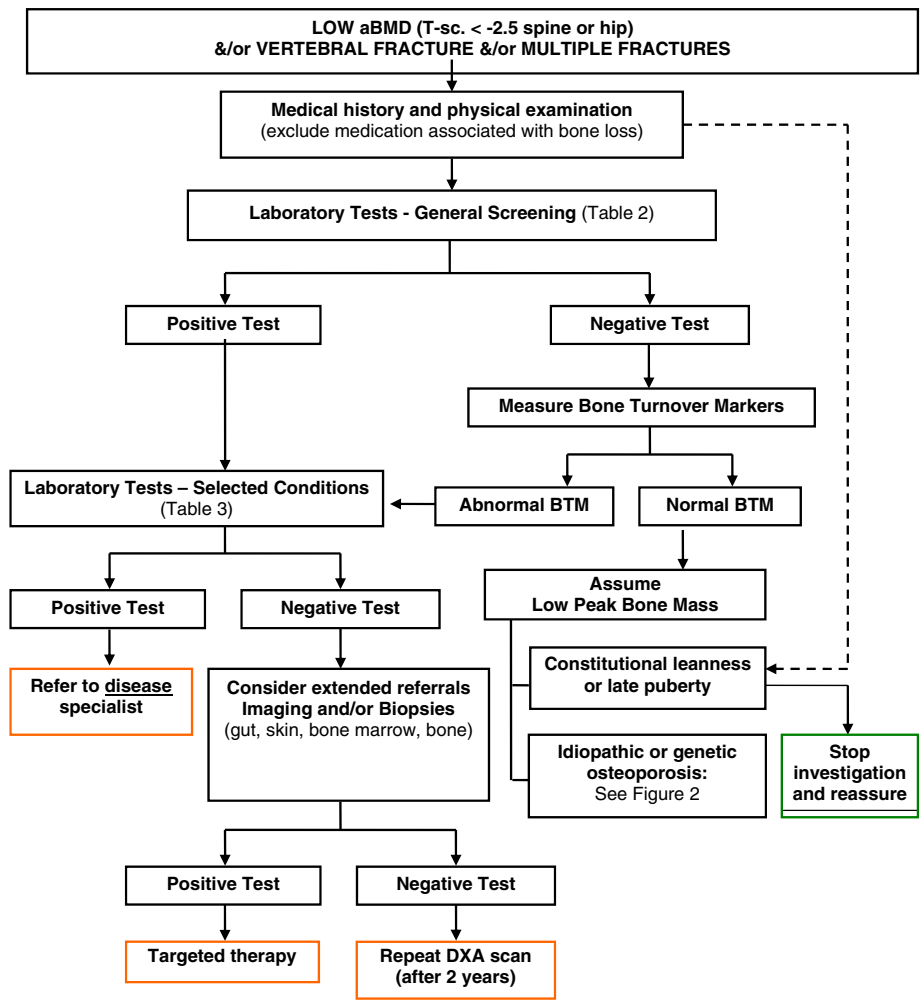 LOW aBMD (T-sc. < -2.5 spine or hip)
&/or VERTEBRAL FRACTURE &/or MULTIPLE FRACTURES
Medical history and physical examination
(exclude medication associated with bone loss)
Laboratory Tests - General Screening (Table 2)
Positive Test
Negative Test
Measure Bone Turnover Markers
Laboratory Tests – Selected Conditions
(Table 3)
Abnormal BTM
Normal BTM
Positive Test
Negative Test
Assume
Low Peak Bone Mass
Refer to disease
specialist
Consider extended referrals
Imaging and/or Biopsies
(gut, skin, bone marrow, bone)
Constitutional leanness
or late puberty
Idiopathic or genetic
osteoporosis:
See Figure 2
Stop
investigation
and reassure
Positive Test
Negative Test
Targeted therapy
Repeat DXA scan
(after 2 years)